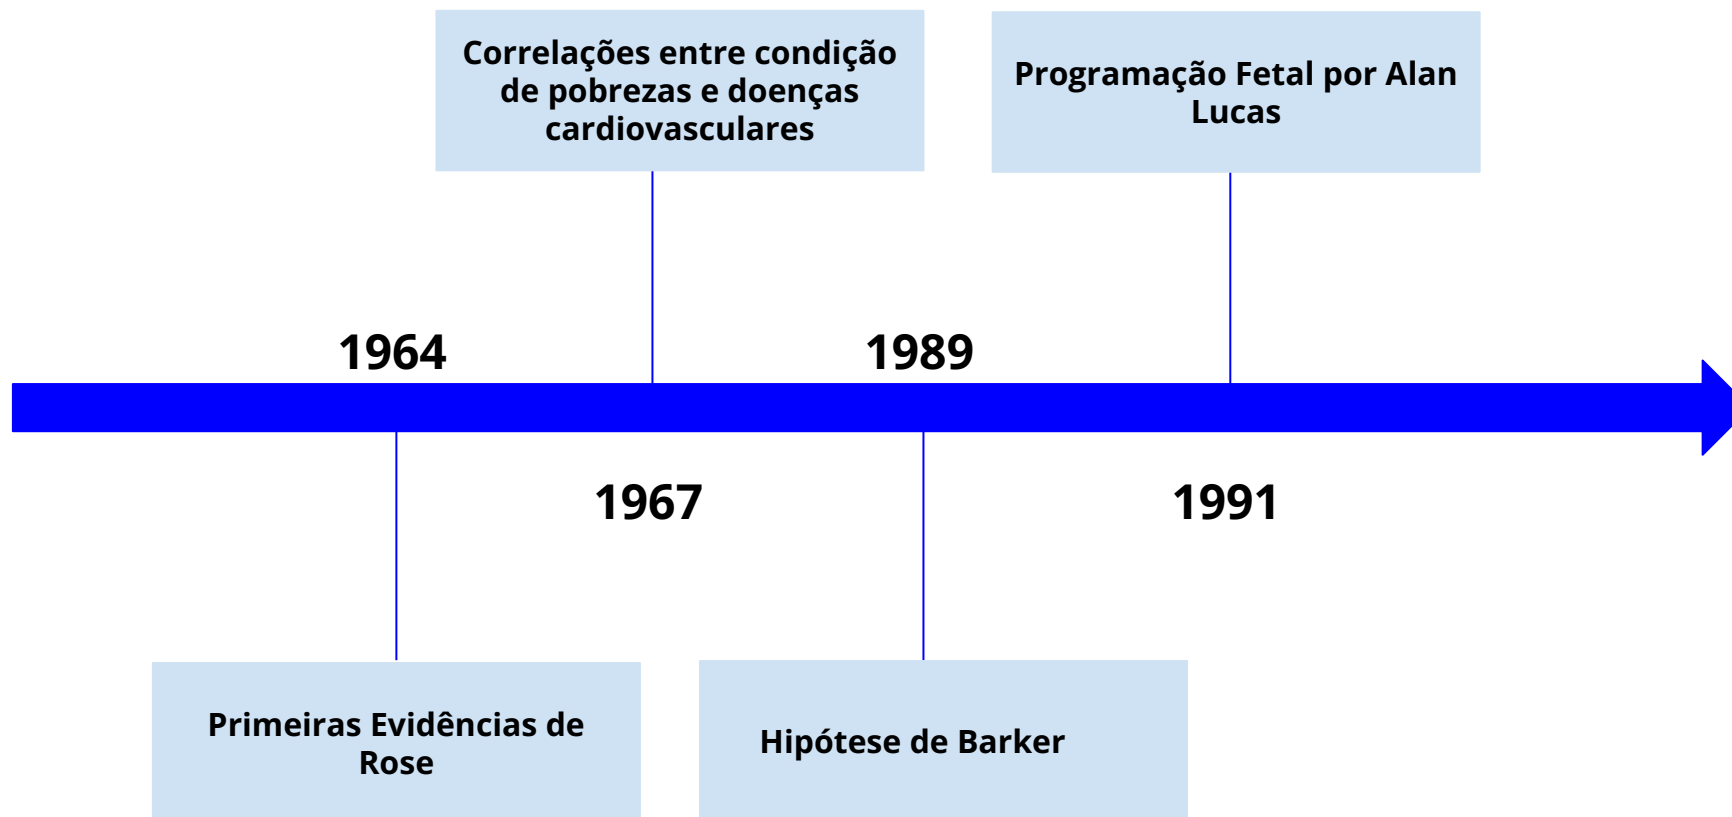 Correlações entre condição
de pobrezas e doenças
cardiovasculares
Programação Fetal por Alan
Lucas
1964
1989
1967
1991
Primeiras Evidências de
Rose
Hipótese de Barker